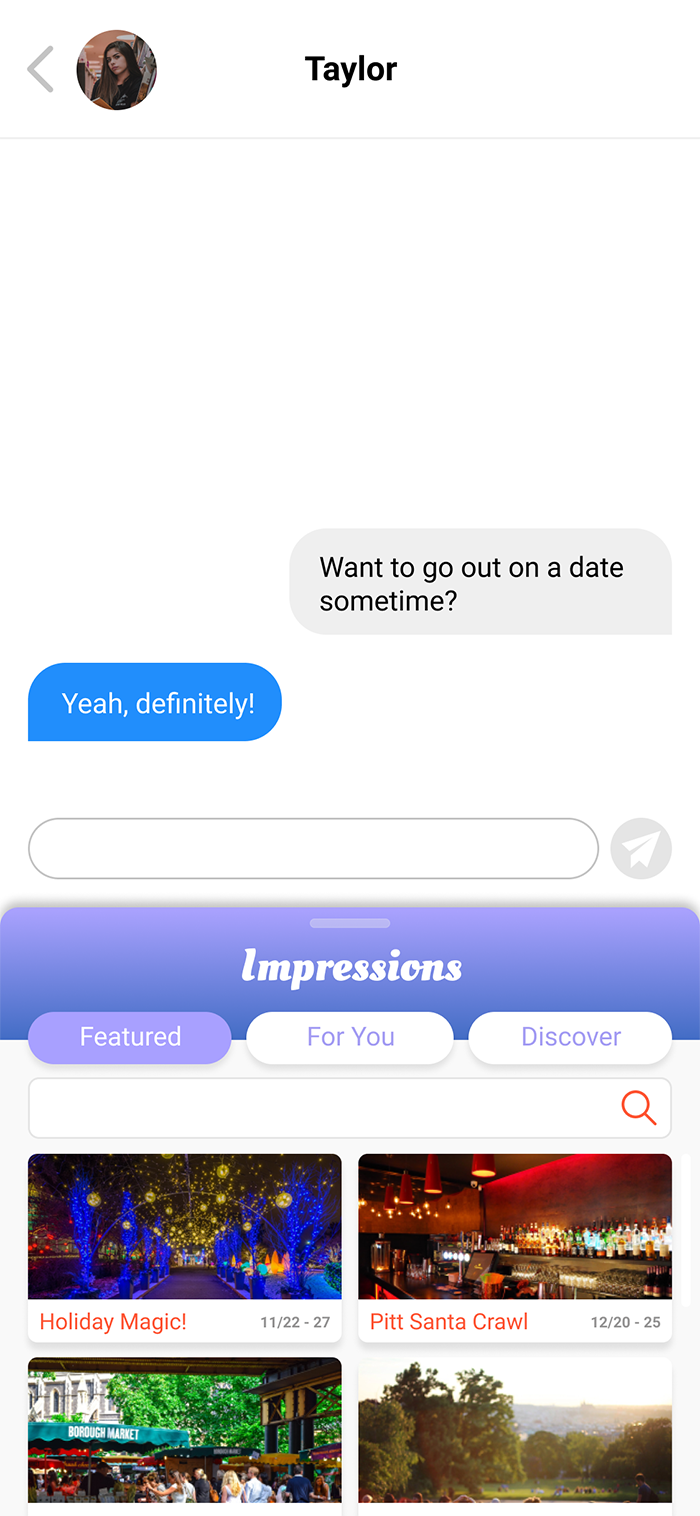 Taylor
Want to go out on a date
sometime?
Yeah, definitely!
Impressions
Featured
For You
Discover
Holiday Magic!
11/22 - 27
Pitt Santa Crawl
12/20 - 25
BOROUGH MARKET